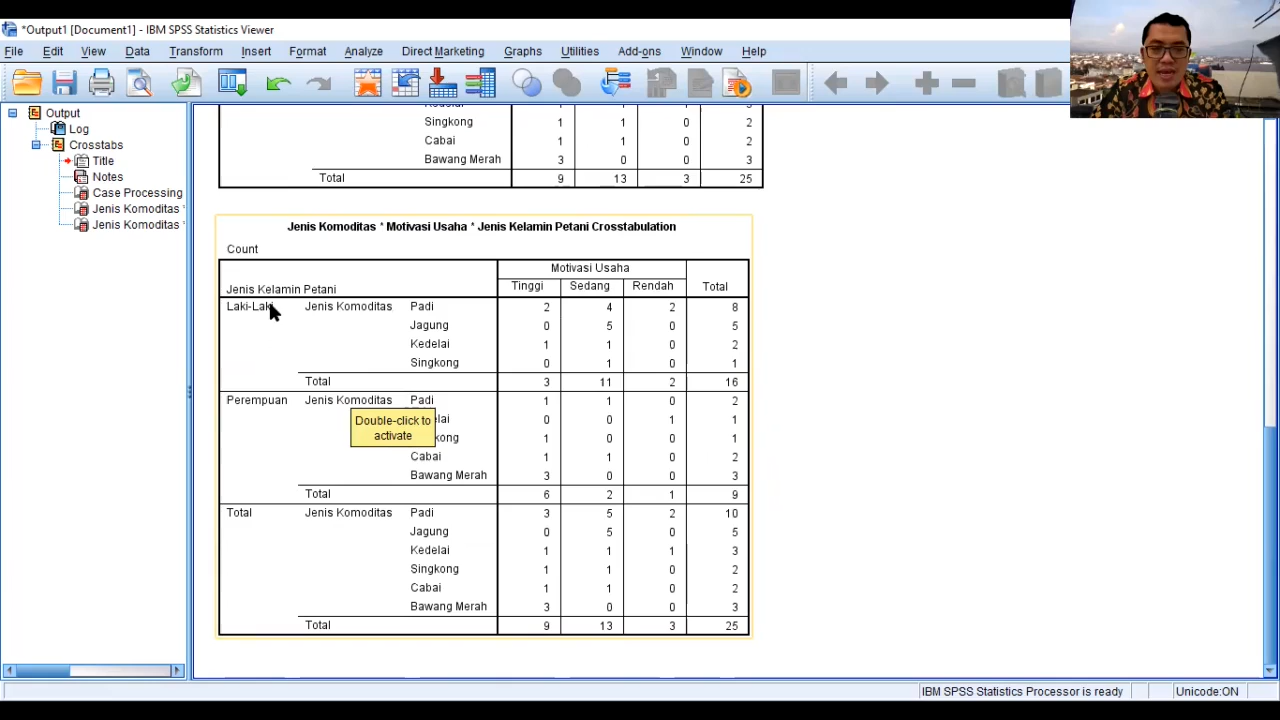 *Output1 [Document1] - IBM SPSS Statistics Viewer
File Edit View Data Transform Insert Format Analyze Direct Marketing Graphs Utilities Add-ons Window Help
Output
Log
Crosstabs
Title
Notes
Case Processing
Jenis Komoditas *
Jenis Komoditas *
Kedelai 1 1 1 3
Singkong 1 1 0 2
Cabai 1 1 0 2
Bawang Merah 3 0 0 3
Total 9 13 3 25
Jenis Komoditas * Motivasi Usaha * Jenis Kelamin Petani Crosstabulation
Count
Jenis Kelamin Petani Motivasi Usaha Total
Tinggi Sedang Rendah
Laki-Laki Jenis Komoditas Padi 2 4 2 8
Jagung 0 5 0 5
Kedelai 1 1 0 2
Singkong 0 1 0 1
Total 3 11 2 16
Perempuan Jenis Komoditas Padi 1 1 0 2
elai 0 0 1 1
kong 1 0 0 1
Cabai 1 1 0 2
Bawang Merah 3 0 0 3
Total 6 2 1 9
Total Jenis Komoditas Padi 3 5 2 10
Jagung 0 5 0 5
Kedelai 1 1 1 3
Singkong 1 1 0 2
Cabai 1 1 0 2
Bawang Merah 3 0 0 3
Total 9 13 3 25
Double-click to
activate
IBM SPSS Statistics Processor is ready Unicode:ON